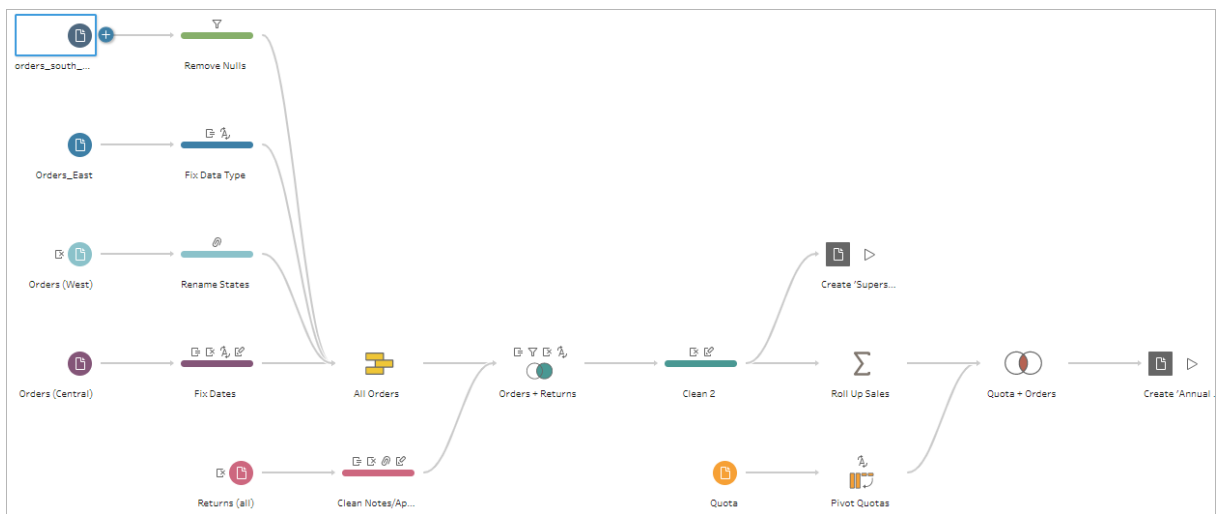 orders_south_...
Remove Nulls
Orders_East
Fix Data Type
Orders (West)
Rename States
Create 'Supers...
Orders (Central)
Fix Dates
All Orders
Orders + Returns
Clean 2
Roll Up Sales
Quota + Orders
Create 'Annual ...
Returns (all)
Clean Notes/Ap...
Quota
Pivot Quotas